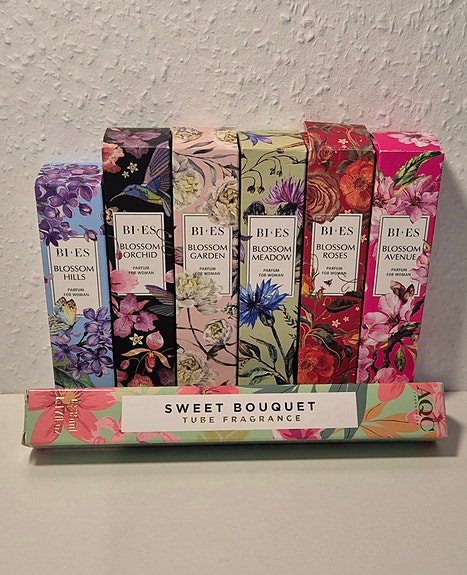 BI·ES
BLOSSOM
HILLS
PARFUM
FOR WOMAN
BI·ES
BLOSSOM
ORCHID
PARFUM
FOR WOMAN
BI·ES
BLOSSOM
GARDEN
PARFUM
FOR WOMAN
BI·ES
BLOSSOM
MEADOW
PARFUM
FOR WOMAN
BI·ES
BLOSSOM
ROSES
PARFUM
FOR WOMAN
BI·ES
BLOSSOM
AVENUE
PARFUM
FOR WOMAN
SWEET BOUQUET
TUBE FRAGRANCE